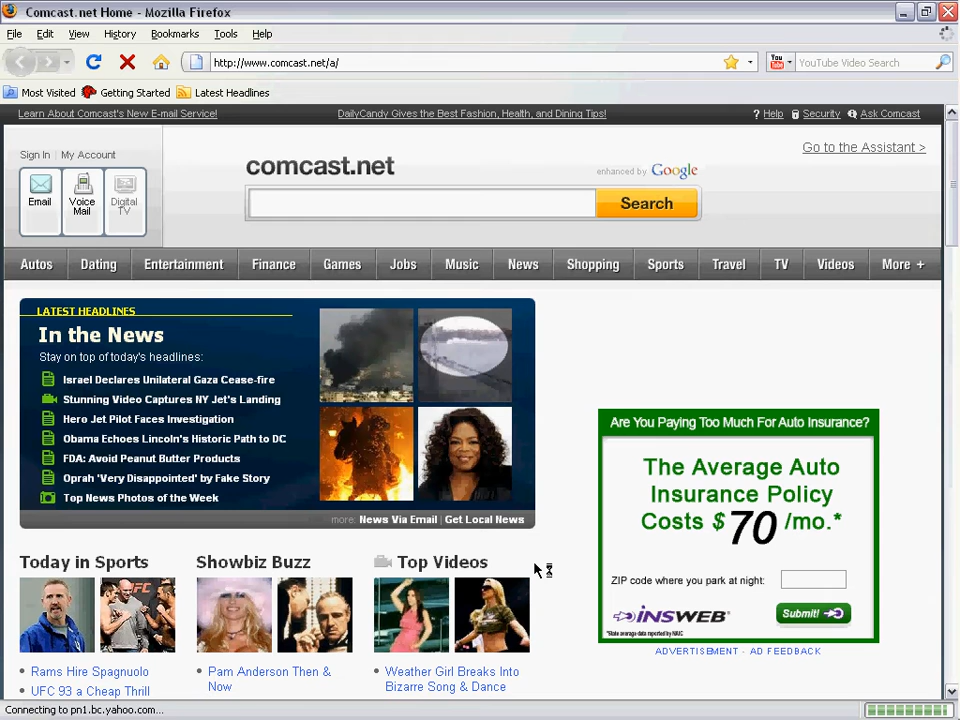 Comcast.net Home - Mozilla Firefox
File Edit View History Bookmarks Tools Help
http://www.comcast.net/a/
You Tube
YouTube Video Search
Most Visited Getting Started Latest Headlines
Learn About Comcast's New E-mail Service!
DailyCandy Gives the Best Fashion, Health, and Dining Tips!
? Help Security Ask Comcast
Sign In | My Account
Go to the Assistant >
Email
Voice Mail
Digital TV
comcast.net
enhanced by Google
Search
Autos Dating Entertainment Finance Games Jobs Music News Shopping Sports Travel TV Videos More +
LATEST HEADLINES
In the News
Stay on top of today's headlines:
Israel Declares Unilateral Gaza Cease-fire
Stunning Video Captures NY Jet's Landing
Hero Jet Pilot Faces Investigation
Obama Echoes Lincoln's Historic Path to DC
FDA: Avoid Peanut Butter Products
Oprah 'Very Disappointed' by Fake Story
Top News Photos of the Week
more: News Via Email | Get Local News
Are You Paying Too Much For Auto Insurance?
The Average Auto
Insurance Policy
Costs $70/mo.*
ZIP code where you park at night:
INSWEB®
Submit!
*State average data reported by NAIC
ADVERTISEMENT - AD FEEDBACK
Today in Sports
Showbiz Buzz
Top Videos
• Rams Hire Spagnuolo
• UFC 93 a Cheap Thrill
• Pam Anderson Then &
Now
• Weather Girl Breaks Into
Bizarre Song & Dance
Connecting to pn1.bc.yahoo.com...